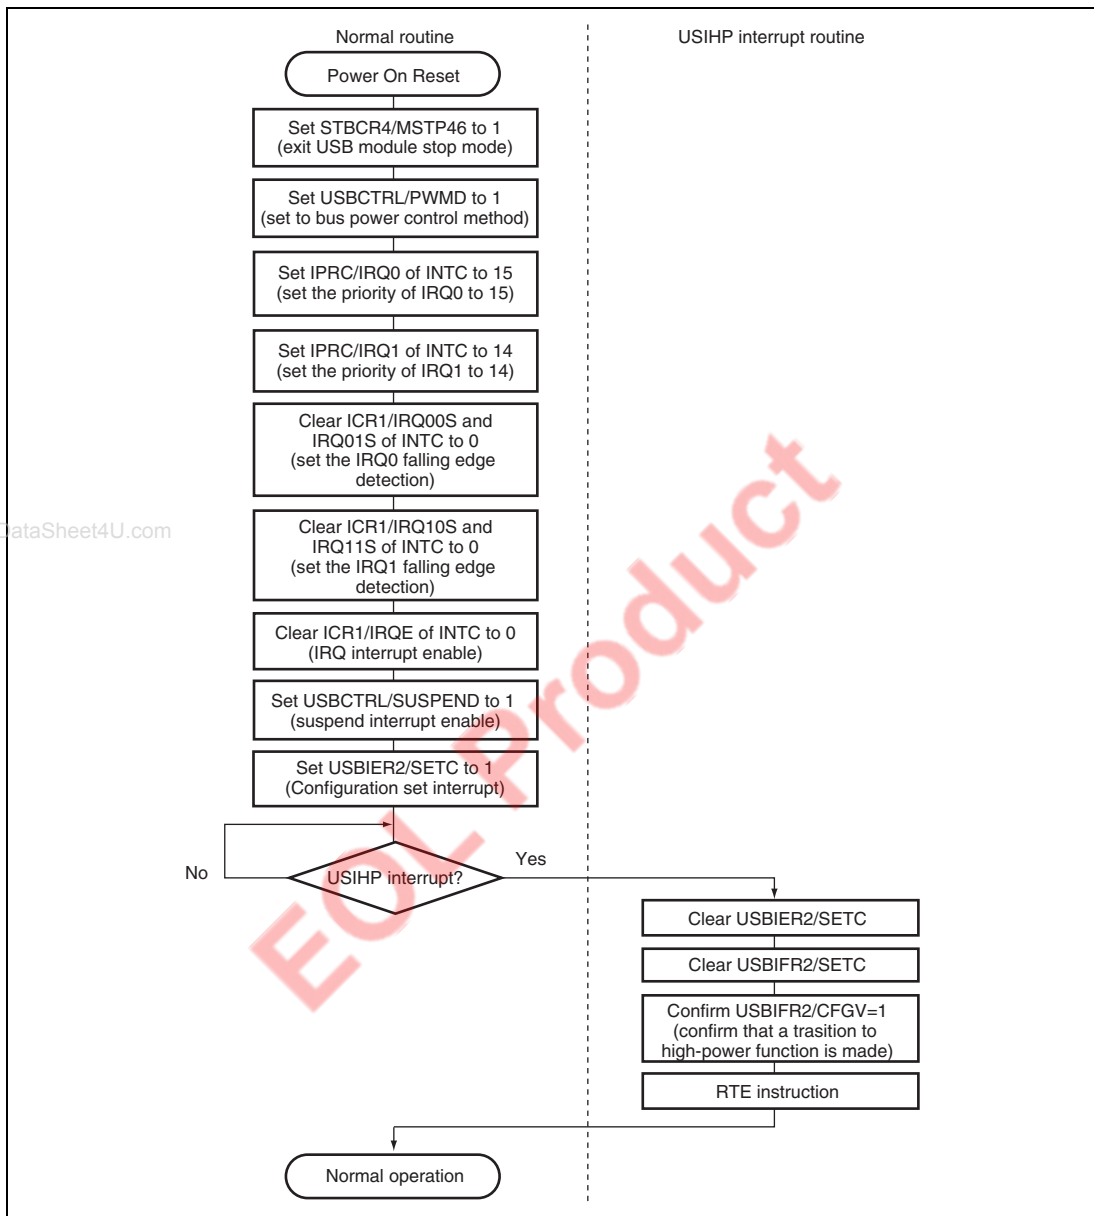 Normal routine
USIHP interrupt routine
Power On Reset
Set STBCR4/MSTP46 to 1
(exit USB module stop mode)
Set USBCTRL/PWMD to 1
(set to bus power control method)
Set IPRC/IRQ0 of INTC to 15
(set the priority of IRQ0 to 15)
Set IPRC/IRQ1 of INTC to 14
(set the priority of IRQ1 to 14)
Clear ICR1/IRQ00S and
IRQ01S of INTC to 0
(set the IRQ0 falling edge
detection)
DataSheet4U.com
Clear ICR1/IRQ10S and
IRQ11S of INTC to 0
(set the IRQ1 falling edge
detection)
Clear ICR1/IRQE of INTC to 0
(IRQ interrupt enable)
Set USBCTRL/SUSPEND to 1
(suspend interrupt enable)
Set USBIER2/SETC to 1
(Configuration set interrupt)
No
USIHP interrupt?
Yes
Clear USBIER2/SETC
Clear USBIFR2/SETC
Confirm USBIFR2/CFGV=1
(confirm that a trasition to
high-power function is made)
RTE instruction
Normal operation
EOL Product